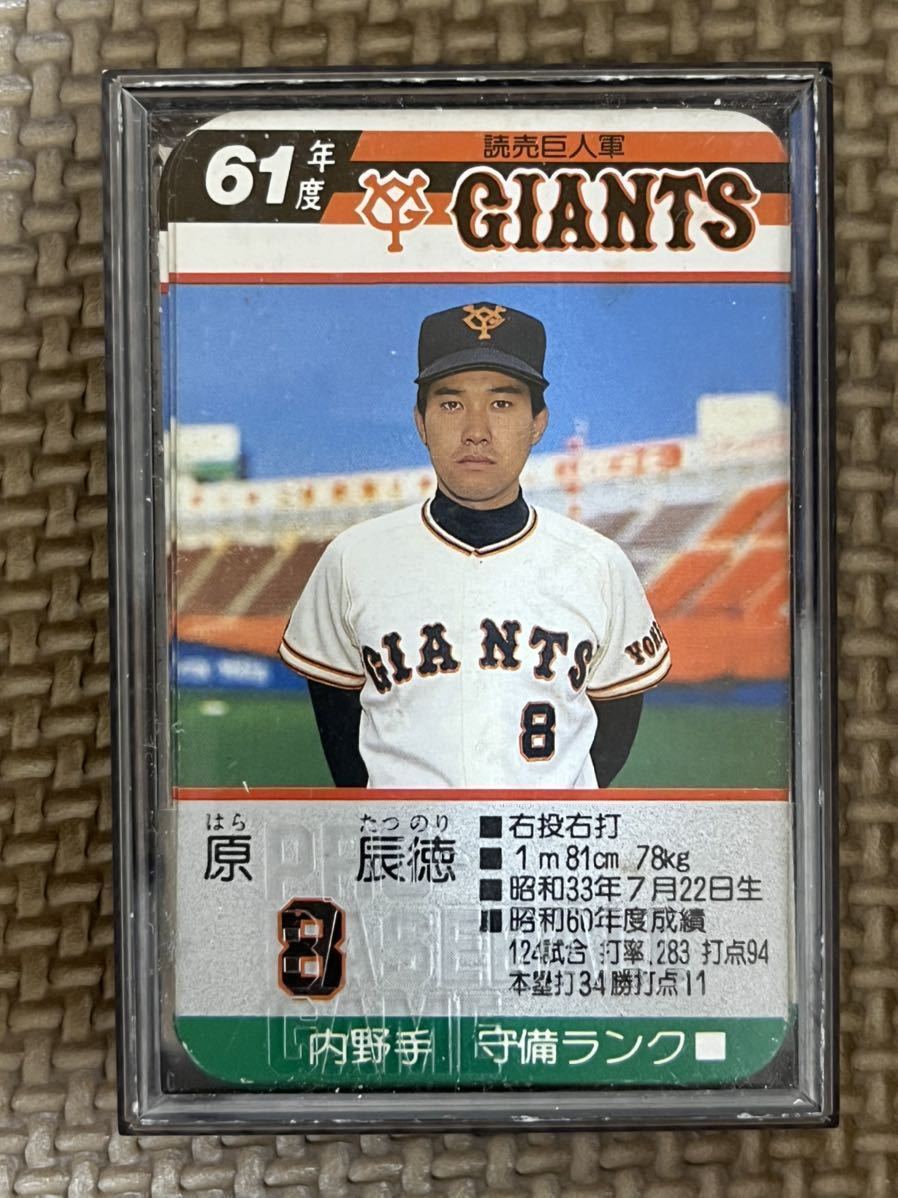 61年度
読売巨人軍
YG GIANTS
GIANTS
8
はら たつのり
原 辰徳
8
■右投右打
■1m81cm 78kg
■昭和33年7月22日生
■昭和60年度成績
124試合 打率.283 打点94
本塁打34 勝打点11
PRO
BASEBALL
GAME
内野手 守備ランク■